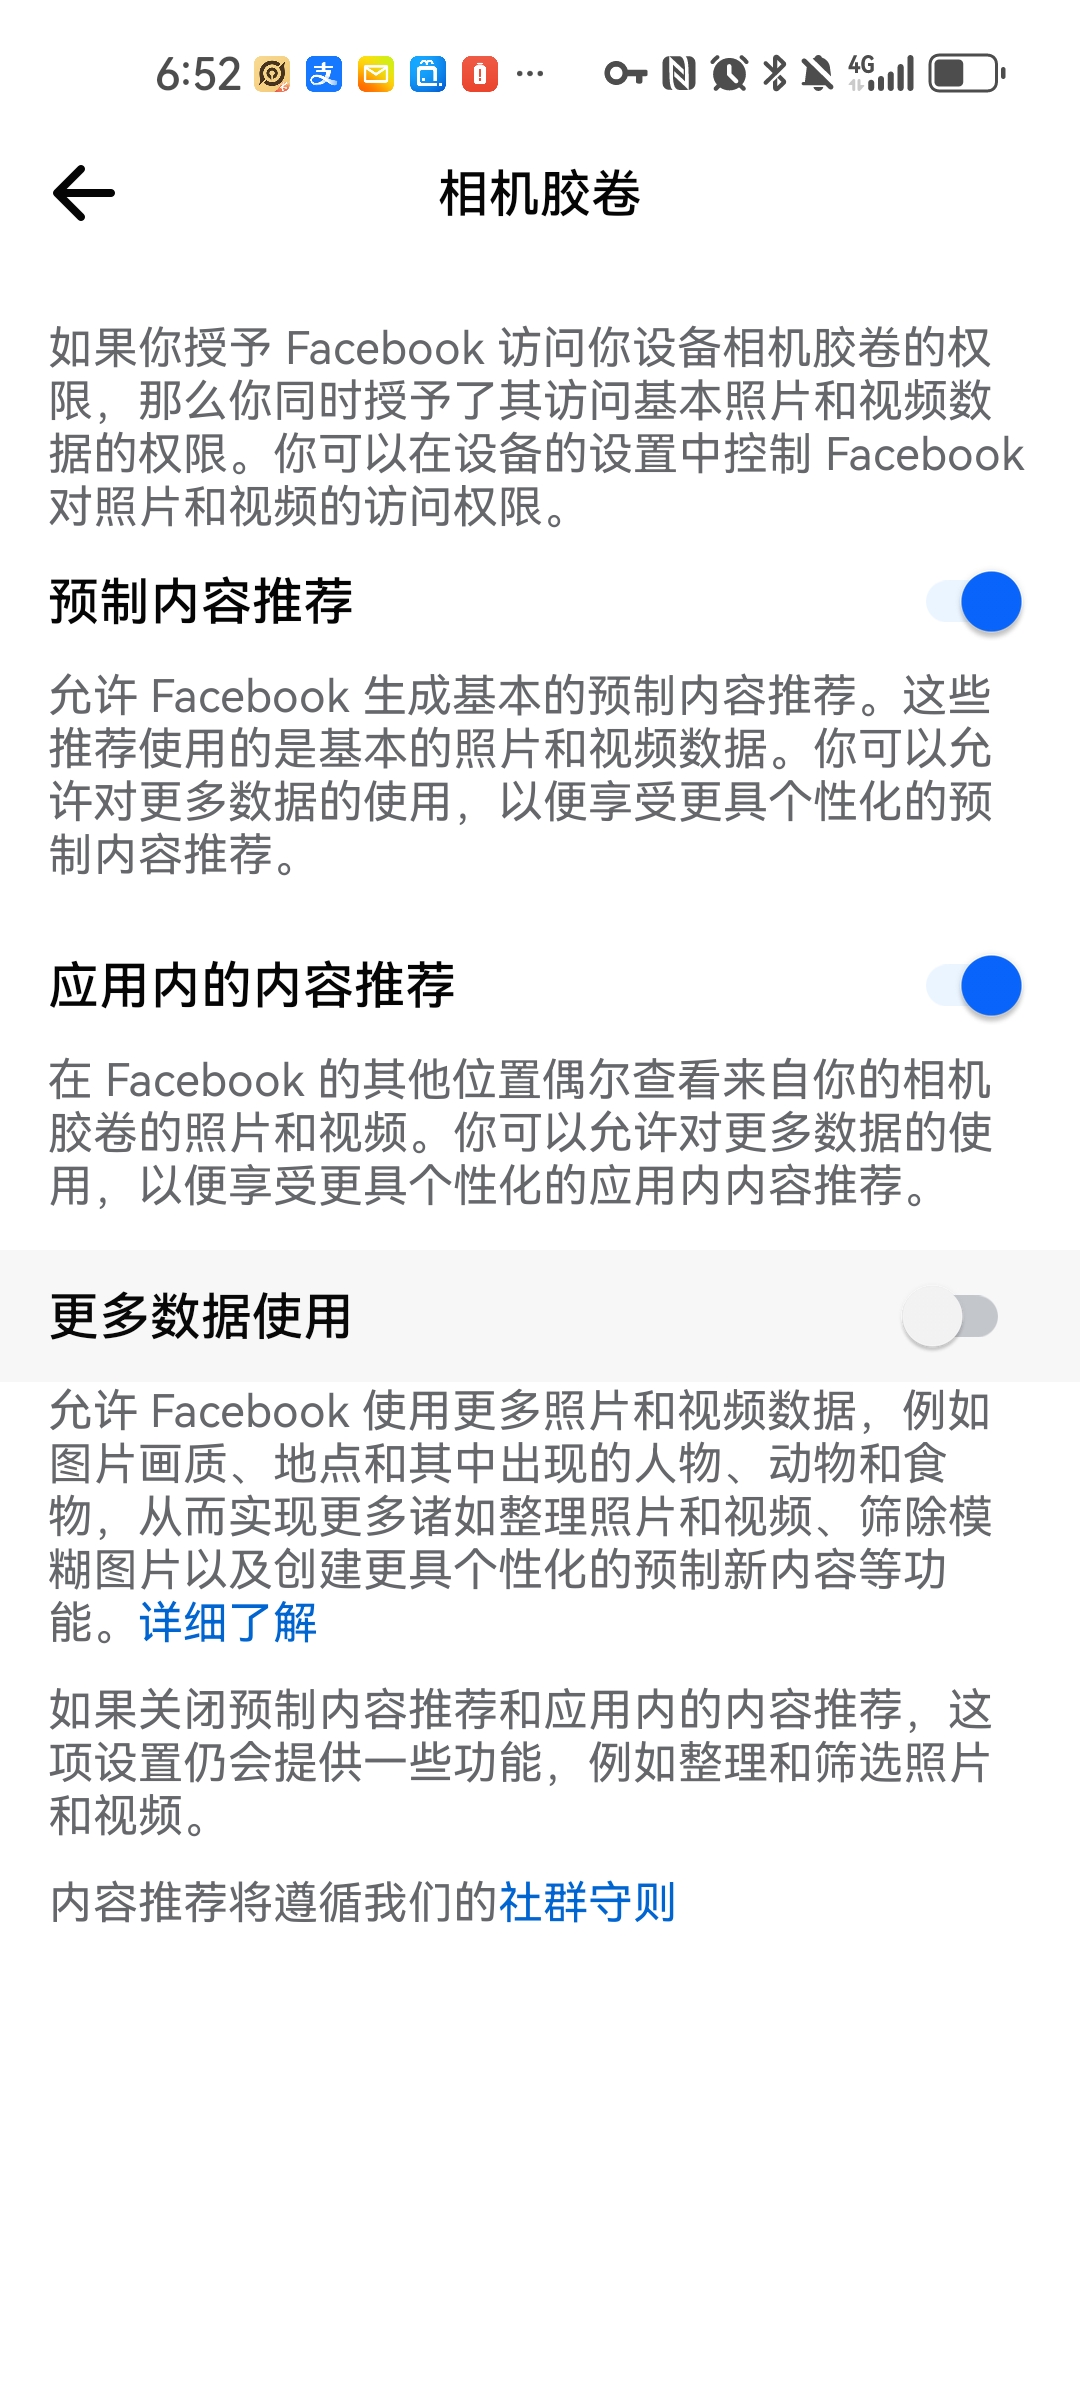 6:52
支
4G
相机胶卷
如果你授予 Facebook 访问你设备相机胶卷的权
限，那么你同时授予了其访问基本照片和视频数
据的权限。你可以在设备的设置中控制 Facebook
对照片和视频的访问权限。
预制内容推荐
允许 Facebook 生成基本的预制内容推荐。这些
推荐使用的是基本的照片和视频数据。你可以允
许对更多数据的使用，以便享受更具个性化的预
制内容推荐。
应用内的内容推荐
在 Facebook 的其他位置偶尔查看来自你的相机
胶卷的照片和视频。你可以允许对更多数据的使
用，以便享受更具个性化的应用内内容推荐。
更多数据使用
允许 Facebook 使用更多照片和视频数据，例如
图片画质、地点和其中出现的人物、动物和食
物，从而实现更多诸如整理照片和视频、筛除模
糊图片以及创建更具个性化的预制新内容等功
能。详细了解
如果关闭预制内容推荐和应用内的内容推荐，这
项设置仍会提供一些功能，例如整理和筛选照片
和视频。
内容推荐将遵循我们的社群守则